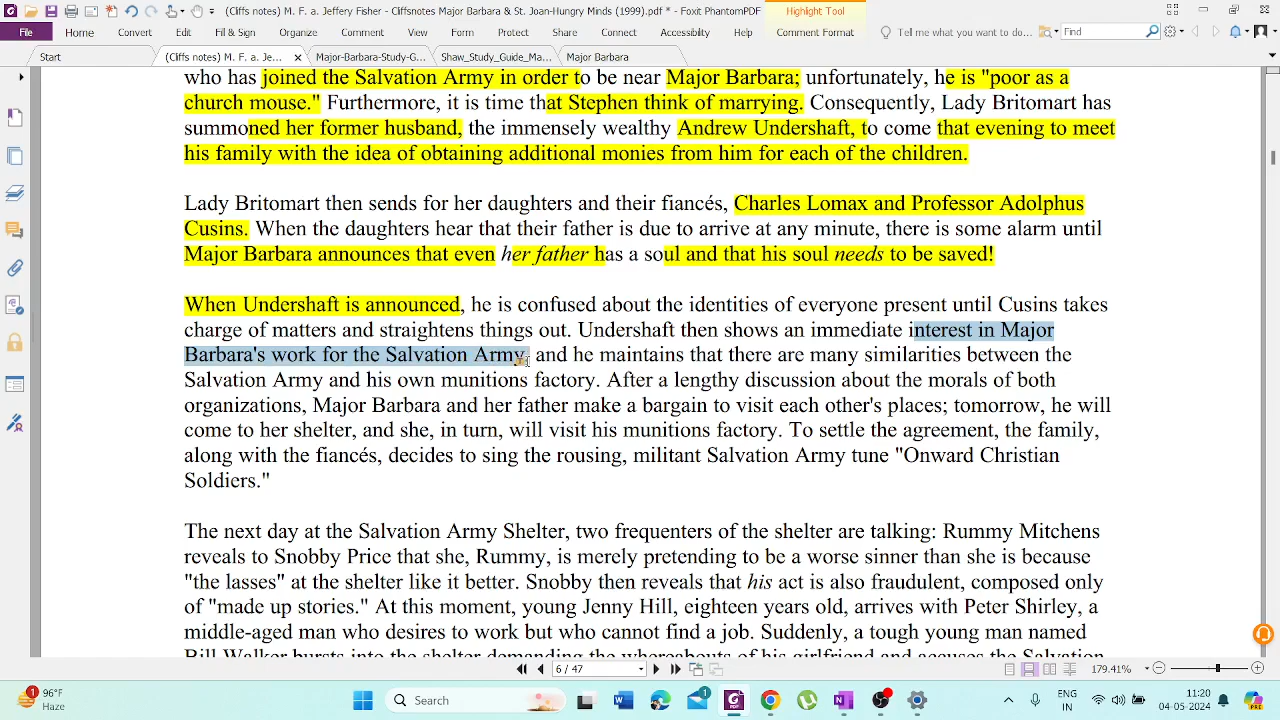 (Cliffs notes) M. F. a. Jeffery Fisher - Cliffsnotes Major Barbara & St. Joan-Hungry Minds (1999).pdf * - Foxit PhantomPDF
Highlight Tool
File
Home
Convert
Edit
Fill & Sign
Organize
Comment
View
Form
Protect
Share
Connect
Accessibility
Help
Comment Format
Tell me what you want to do...
Find
Start
(Cliffs notes) M. F. a. Je...
Major-Barbara-Study-G...
Shaw_Study_Guide_Ma...
Major Barbara
who has joined the Salvation Army in order to be near Major Barbara; unfortunately, he is "poor as a
church mouse." Furthermore, it is time that Stephen think of marrying. Consequently, Lady Britomart has
summoned her former husband, the immensely wealthy Andrew Undershaft, to come that evening to meet
his family with the idea of obtaining additional monies from him for each of the children.
Lady Britomart then sends for her daughters and their fiancés, Charles Lomax and Professor Adolphus
Cusins. When the daughters hear that their father is due to arrive at any minute, there is some alarm until
Major Barbara announces that even her father has a soul and that his soul needs to be saved!
When Undershaft is announced, he is confused about the identities of everyone present until Cusins takes
charge of matters and straightens things out. Undershaft then shows an immediate interest in Major
Barbara's work for the Salvation Army, and he maintains that there are many similarities between the
Salvation Army and his own munitions factory. After a lengthy discussion about the morals of both
organizations, Major Barbara and her father make a bargain to visit each other's places; tomorrow, he will
come to her shelter, and she, in turn, will visit his munitions factory. To settle the agreement, the family,
along with the fiancés, decides to sing the rousing, militant Salvation Army tune "Onward Christian
Soldiers."
The next day at the Salvation Army Shelter, two frequenters of the shelter are talking: Rummy Mitchens
reveals to Snobby Price that she, Rummy, is merely pretending to be a worse sinner than she is because
"the lasses" at the shelter like it better. Snobby then reveals that his act is also fraudulent, composed only
of "made up stories." At this moment, young Jenny Hill, eighteen years old, arrives with Peter Shirley, a
middle-aged man who desires to work but who cannot find a job. Suddenly, a tough young man named
Bill Walker bursts into the shelter demanding the whereabouts of his girlfriend and accuses the Salvation
6 / 47
179.41%
1
96°F
Haze
Search
1
ENG
IN
11:20
04-05-2024